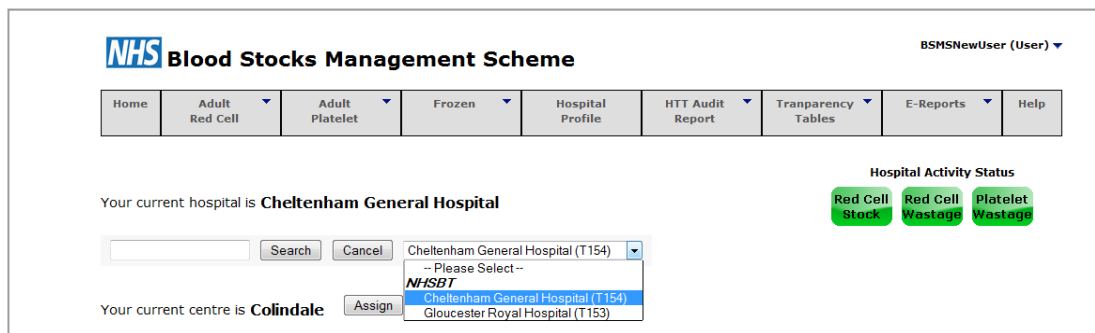 BSMSNewUser (User)
NHS Blood Stocks Management Scheme
Home Adult Red Cell Adult Platelet Frozen Hospital Profile HTT Audit Report Tranparency Tables E-Reports Help
Hospital Activity Status
Red Cell Stock Red Cell Wastage Platelet Wastage
Your current hospital is Cheltenham General Hospital
Search Cancel Cheltenham General Hospital (T154)
-- Please Select --
NHSBT
Cheltenham General Hospital (T154)
Gloucester Royal Hospital (T153)
Your current centre is Colindale Assign